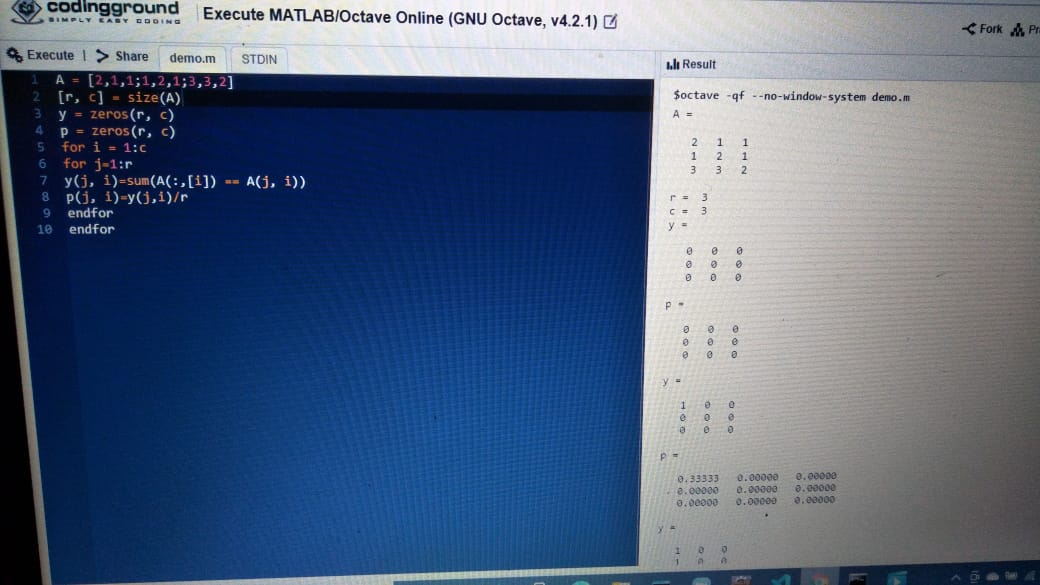 codingground
SIMPLY EASY CODING
Execute MATLAB/Octave Online (GNU Octave, v4.2.1)
Fork
Execute | > Share demo.m STDIN
1 A = [2,1,1;1,2,1;3,3,2]
2 [r, c] = size(A)
3 y = zeros(r, c)
4 p = zeros(r, c)
5 for i = 1:c
6 for j=1:r
7 y(j, i)=sum(A(:,[i]) == A(j, i))
8 p(j, i)=y(j,i)/r
9 endfor
10 endfor
Result
$octave -qf --no-window-system demo.m
A =
2 1 1
1 2 1
3 3 2
r = 3
c = 3
y =
0 0 0
0 0 0
0 0 0
p =
0 0 0
0 0 0
0 0 0
y =
1 0 0
0 0 0
0 0 0
p =
0.33333 0.00000 0.00000
0.00000 0.00000 0.00000
0.00000 0.00000 0.00000
y =
1 0 0
1 0 0